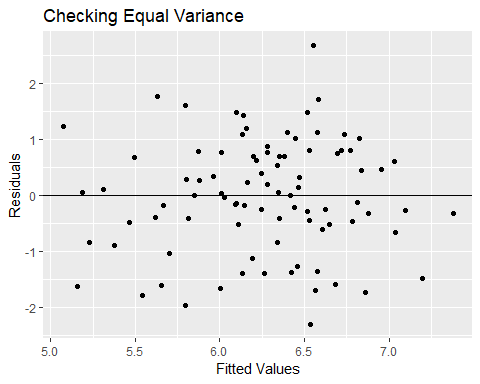 Checking Equal Variance
2
1
0
-1
-2
Residuals
5.0 5.5 6.0 6.5 7.0
Fitted Values